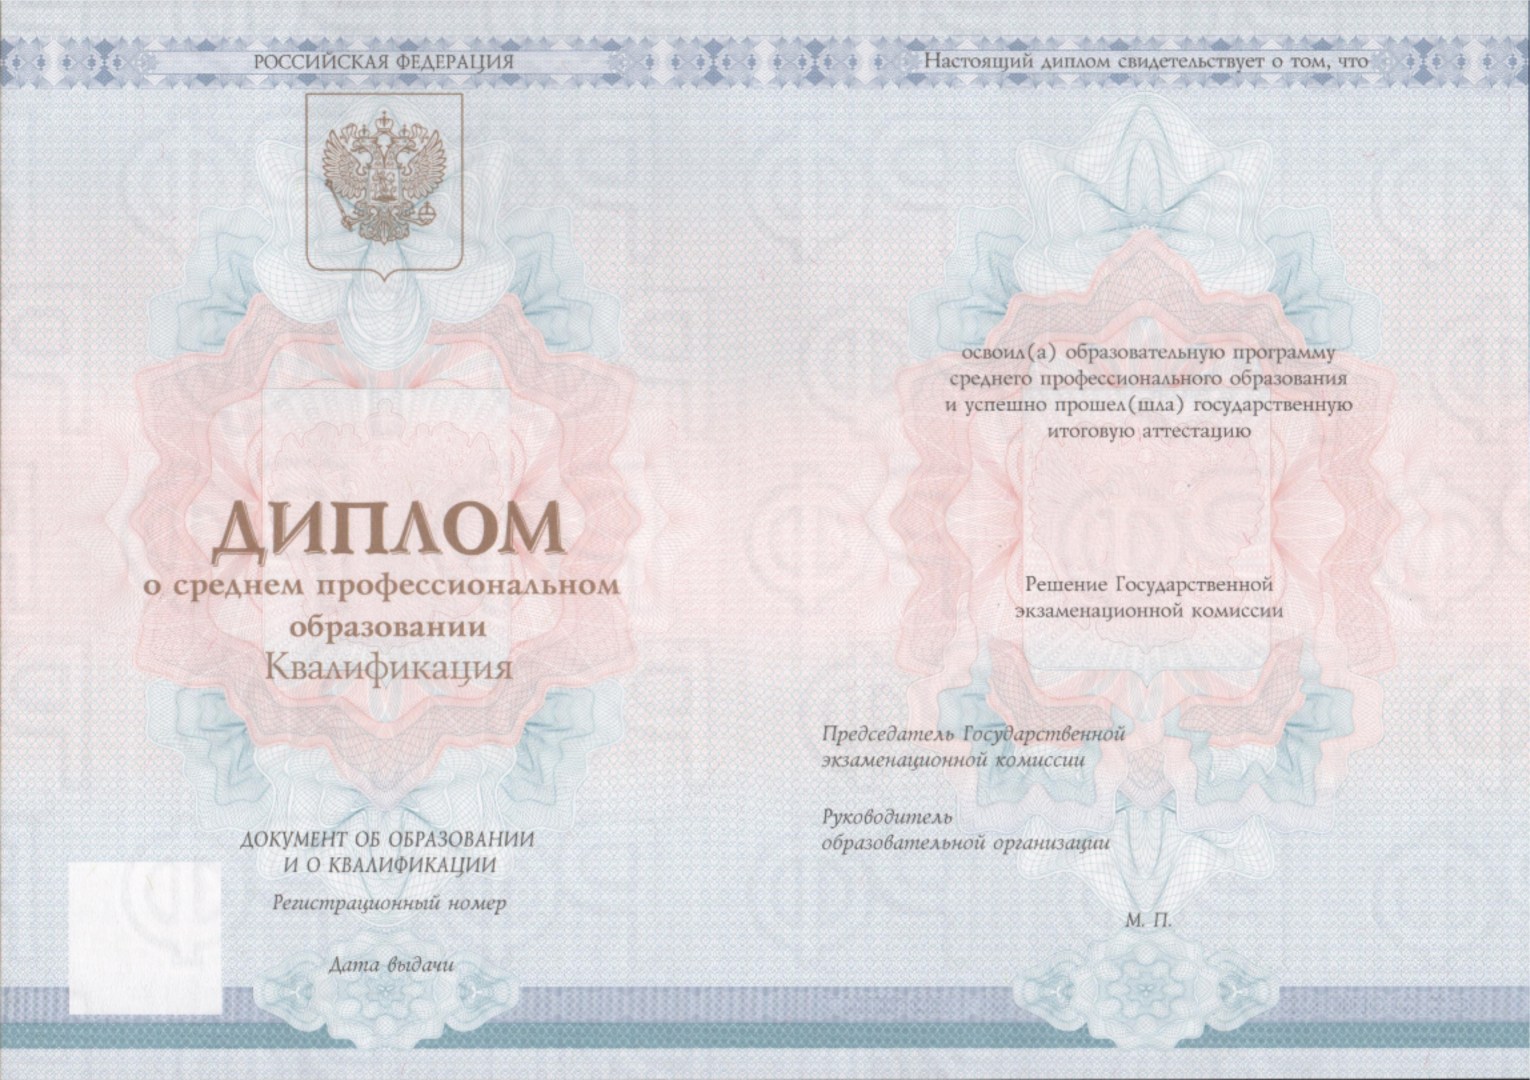 РОССИЙСКАЯ ФЕДЕРАЦИЯ
ДИПЛОМ
о среднем профессиональном
образовании
Квалификация
ДОКУМЕНТ ОБ ОБРАЗОВАНИИ
И О КВАЛИФИКАЦИИ
Регистрационный номер
Дата выдачи
Настоящий диплом свидетельствует о том, что
освоил(а) образовательную программу
среднего профессионального образования
и успешно прошел(шла) государственную
итоговую аттестацию
Решение Государственной
экзаменационной комиссии
Председатель Государственной
экзаменационной комиссии
Руководитель
образовательной организации
М. П.